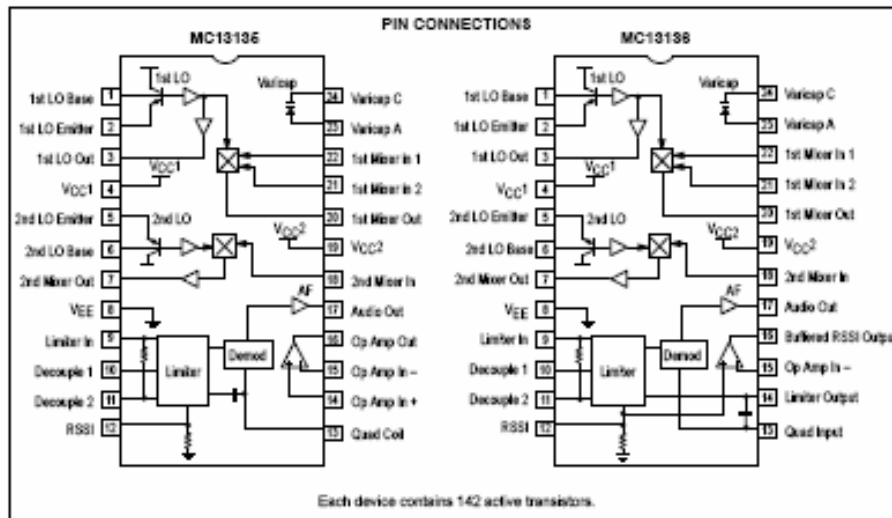 PIN CONNECTIONS
MC13135
1st LO
1st LO Base 1
1st LO Emitter 2
1st LO Out 3
VCC1 4
VCC1
2nd LO Emitter 5
2nd LO
2nd LO Base 6
2nd Mixer Out 7
VEE 8
Limiter In 9
Decouple 1 10
Decouple 2 11
RSSI 12
Limiter
Demod
AF
Varicap
24 Varicap C
23 Varicap A
22 1st Mixer In 1
21 1st Mixer In 2
20 1st Mixer Out
VCC2
19 VCC2
18 2nd Mixer In
17 Audio Out
16 Op Amp Out
15 Op Amp In –
14 Op Amp In +
13 Quad Coil
MC13136
1st LO
1st LO Base 1
1st LO Emitter 2
1st LO Out 3
VCC1 4
VCC1
2nd LO Emitter 5
2nd LO
2nd LO Base 6
2nd Mixer Out 7
VEE 8
Limiter In 9
Decouple 1 10
Decouple 2 11
RSSI 12
Limiter
Demod
AF
Varicap
24 Varicap C
23 Varicap A
22 1st Mixer In 1
21 1st Mixer In 2
20 1st Mixer Out
VCC2
19 VCC2
18 2nd Mixer In
17 Audio Out
16 Buffered RSSI Output
15 Op Amp In –
14 Limiter Output
13 Quad Input
Each device contains 142 active transistors.